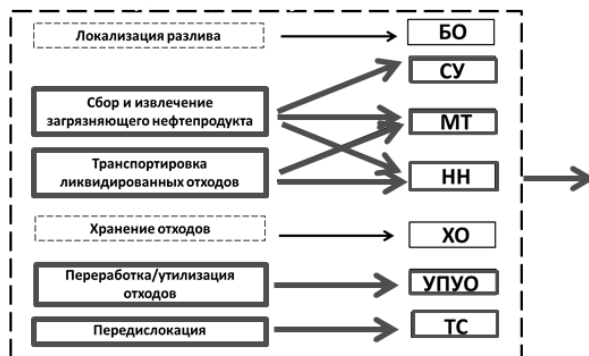 Локализация разлива
БО
СУ
Сбор и извлечение
загрязняющего нефтепродукта
МТ
Транспортировка
ликвидированных отходов
НН
Хранение отходов
ХО
Переработка/утилизация
отходов
УПУО
Передислокация
ТС